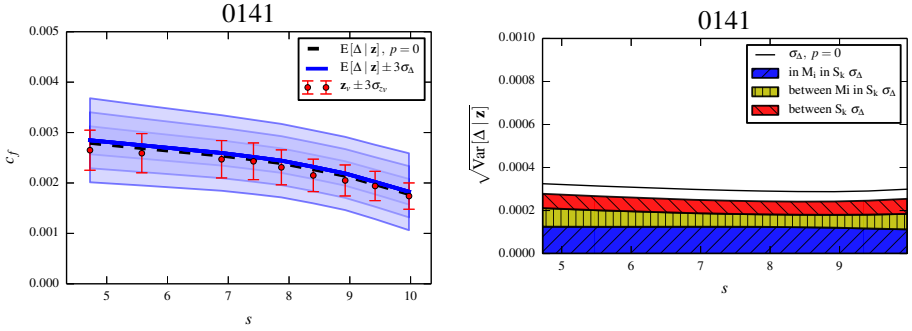 0141
0.005
0.004
0.003
0.002
0.001
0.000
c_f
5 6 7 8 9 10
s
E[Δ | z], p = 0
E[Δ | z] ± 3σ_Δ
z_v ± 3σ_{z_v}
0141
0.0010
0.0008
0.0006
0.0004
0.0002
0.0000
√Var[Δ | z]
5 6 7 8 9
s
σ_Δ, p = 0
in M_i in S_k σ_Δ
between Mi in S_k σ_Δ
between S_k σ_Δ